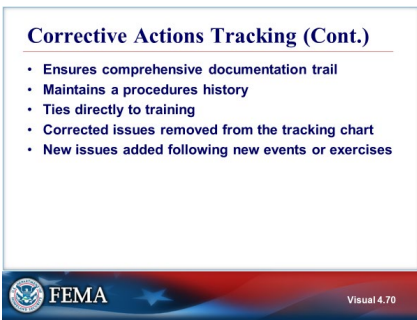 Corrective Actions Tracking (Cont.)
• Ensures comprehensive documentation trail
• Maintains a procedures history
• Ties directly to training
• Corrected issues removed from the tracking chart
• New issues added following new events or exercises
FEMA
Visual 4.70